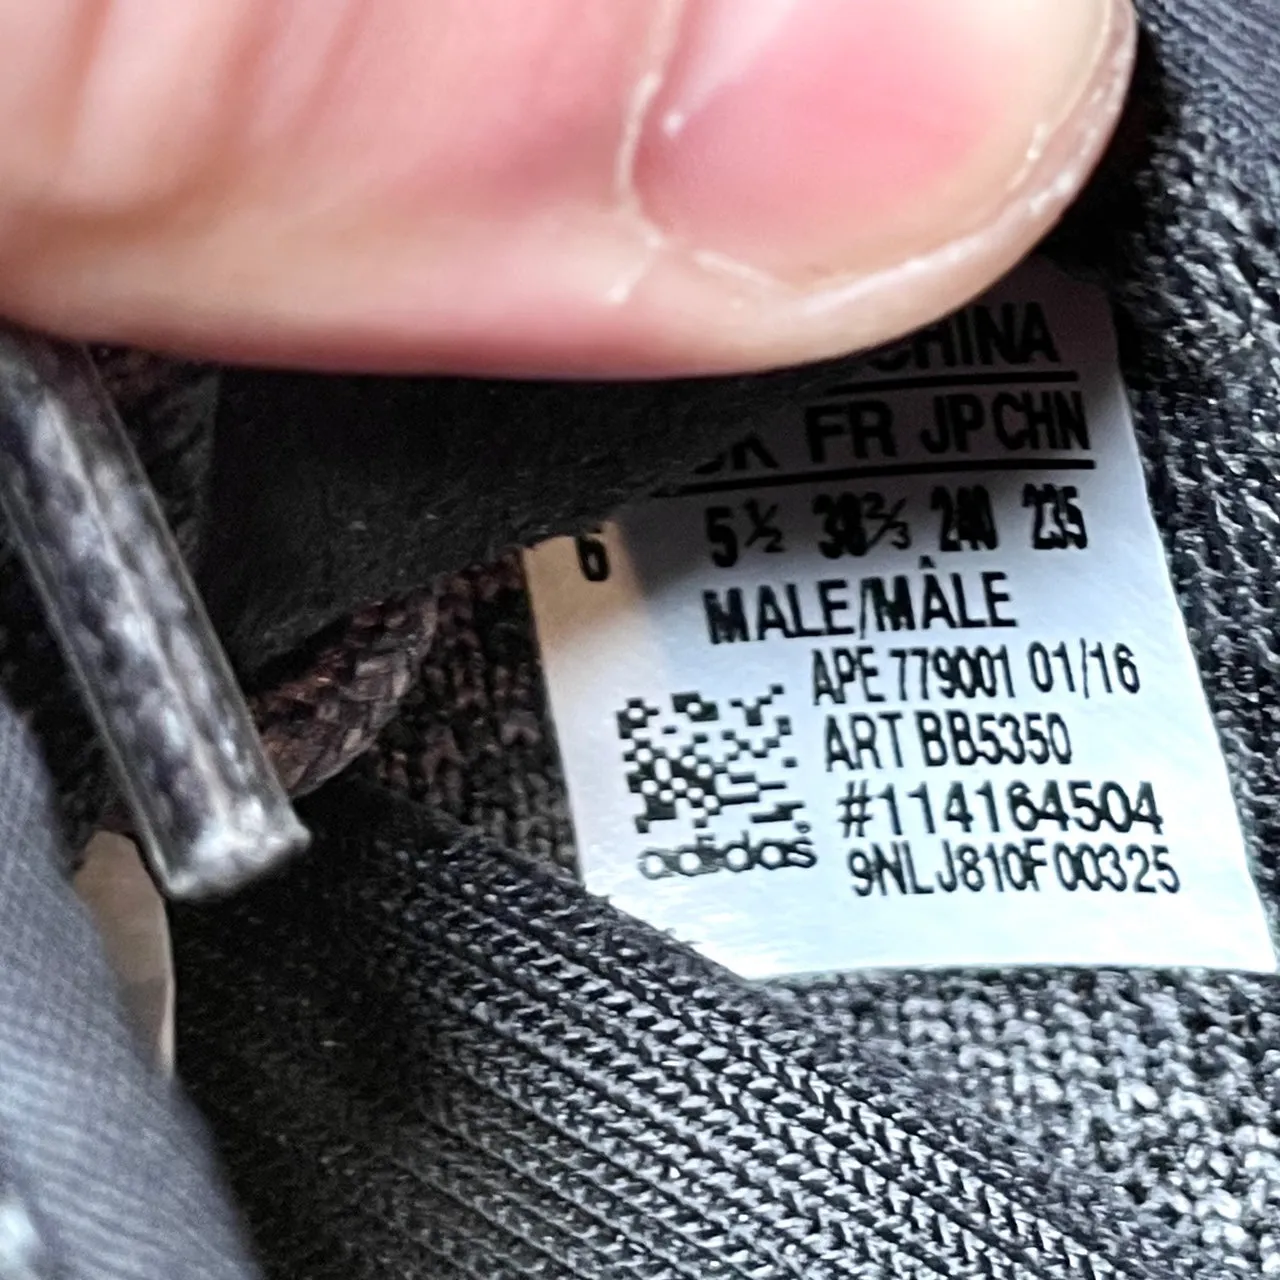 CHINA
UK FR JP CHN
6 5½ 38⅔ 240 235
MALE/MÂLE
APE 779001 01/16
ART BB5350
#114164504
adidas 9NLJ810F00325